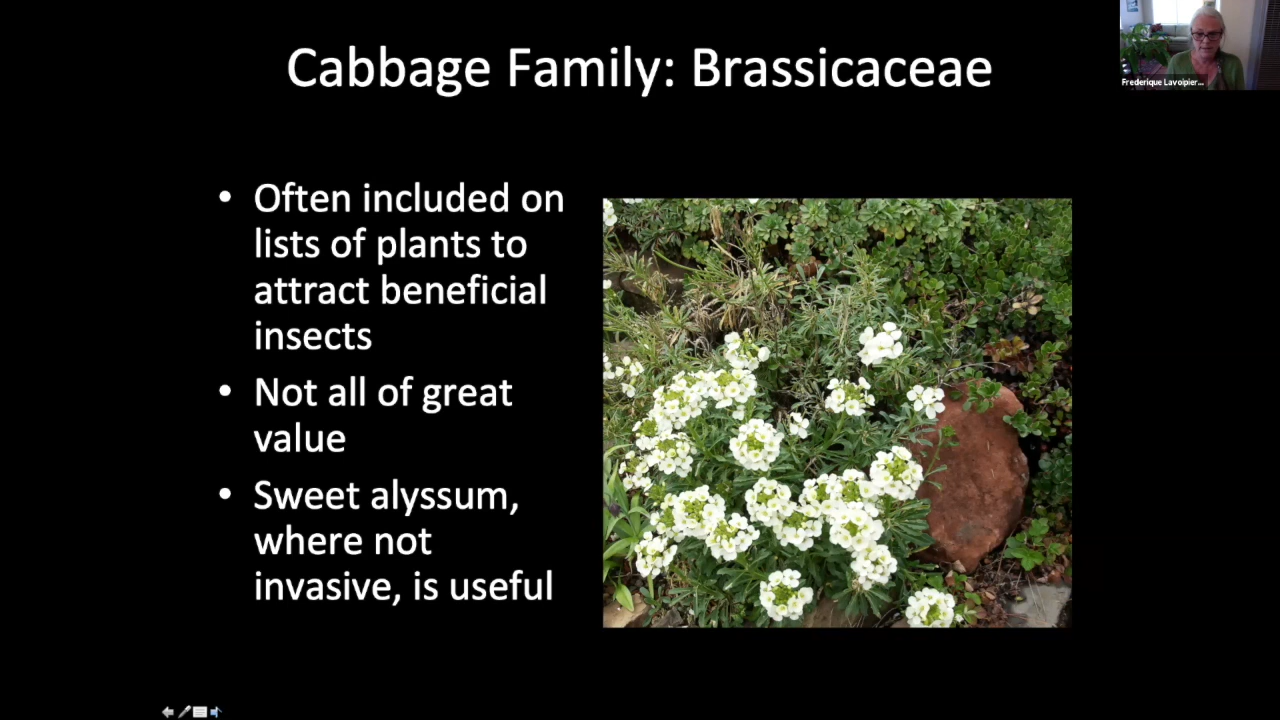 Cabbage Family: Brassicaceae
Frederique Lavoipier...
• Often included on
lists of plants to
attract beneficial
insects
• Not all of great
value
• Sweet alyssum,
where not
invasive, is useful